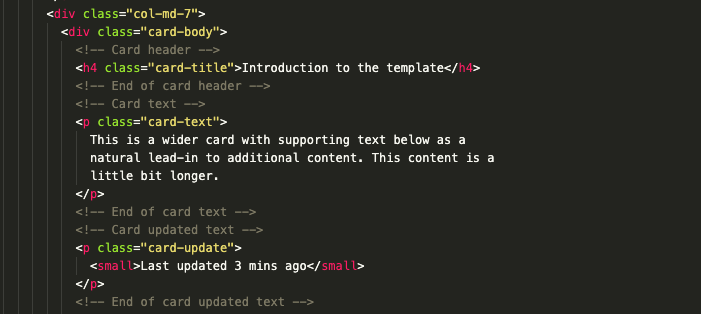 <div class="col-md-7">
<div class="card-body">
<!-- Card header -->
<h4 class="card-title">Introduction to the template</h4>
<!-- End of card header -->
<!-- Card text -->
<p class="card-text">
This is a wider card with supporting text below as a
natural lead-in to additional content. This content is a
little bit longer.
</p>
<!-- End of card text -->
<!-- Card updated text -->
<p class="card-update">
<small>Last updated 3 mins ago</small>
</p>
<!-- End of card updated text -->